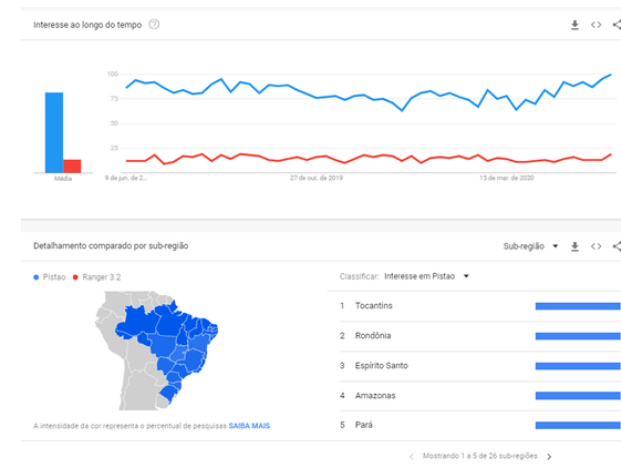 Interesse ao longo do tempo
100
75
50
25
Média
9 de jun. de 2...
27 de out. de 2019
15 de mar. de 2020
Detalhamento comparado por sub-região
Sub-região
Pistao Ranger 3.2
Classificar: Interesse em Pistao
1 Tocantins
2 Rondônia
3 Espírito Santo
4 Amazonas
5 Pará
A intensidade da cor representa o percentual de pesquisas SAIBA MAIS
Mostrando 1 a 5 de 26 sub-regiões